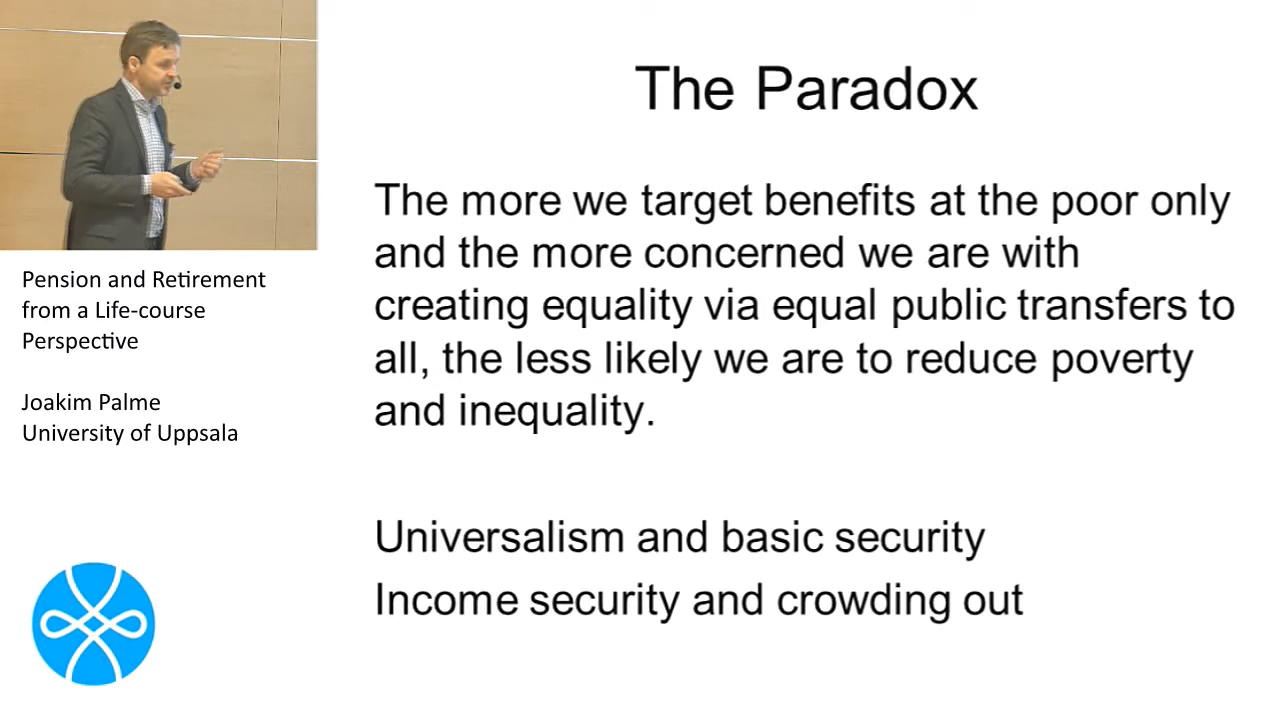 The Paradox
The more we target benefits at the poor only
and the more concerned we are with
creating equality via equal public transfers to
all, the less likely we are to reduce poverty
and inequality.
Universalism and basic security
Income security and crowding out
Pension and Retirement
from a Life-course
Perspective
Joakim Palme
University of Uppsala